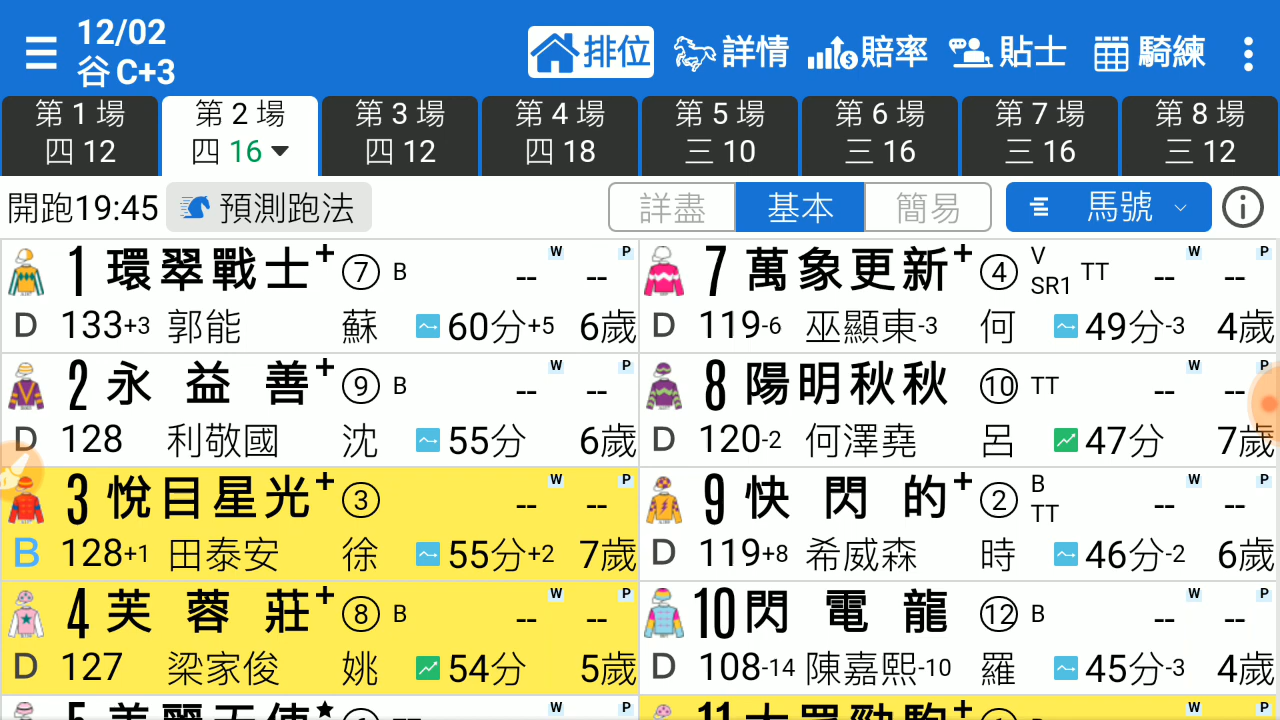 12/02
谷 C+3
排位 詳情 賠率 貼士 騎練
第 1 場 第 2 場 第 3 場 第 4 場 第 5 場 第 6 場 第 7 場 第 8 場
四 12 四 16 四 12 四 18 三 10 三 16 三 16 三 12
開跑19:45 預測跑法 詳盡 基本 簡易 馬號
1 環翠戰士+ 7 B W -- P --
D 133+3 郭能 蘇 60分+5 6歲
2 永益善+ 9 B W -- P --
D 128 利敬國 沈 55分 6歲
3 悅目星光+ 3 W -- P --
B 128+1 田泰安 徐 55分+2 7歲
4 芙蓉莊+ 8 B W -- P --
D 127 梁家俊 姚 54分 5歲
5 美麗天使★ W P
7 萬象更新+ 4 V SR1 TT W -- P --
D 119-6 巫顯東-3 何 49分-3 4歲
8 陽明秋秋 10 TT W -- P --
D 120-2 何澤堯 呂 47分 7歲
9 快閃的+ 2 B TT W -- P --
D 119+8 希威森 時 46分-2 6歲
10 閃電龍 12 B W -- P --
D 108-14 陳嘉熙-10 羅 45分-3 4歲
11 W P